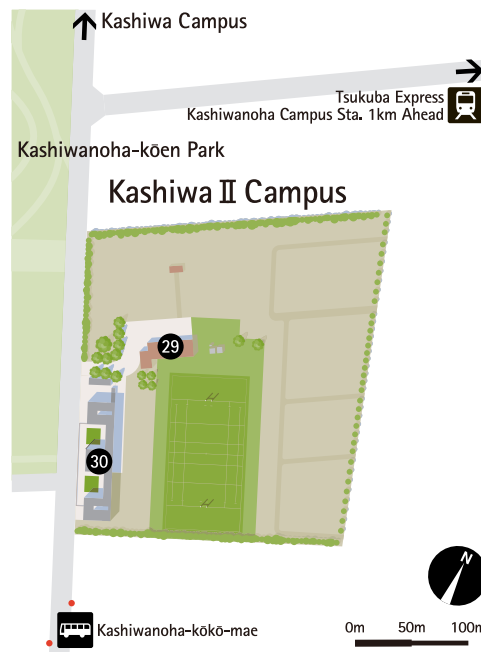 Kashiwa Campus
Tsukuba Express
Kashiwanoha Campus Sta. 1km Ahead
Kashiwanoha-kōen Park
Kashiwa Ⅱ Campus
29
30
N
Kashiwanoha-kōkō-mae
0m 50m 100m